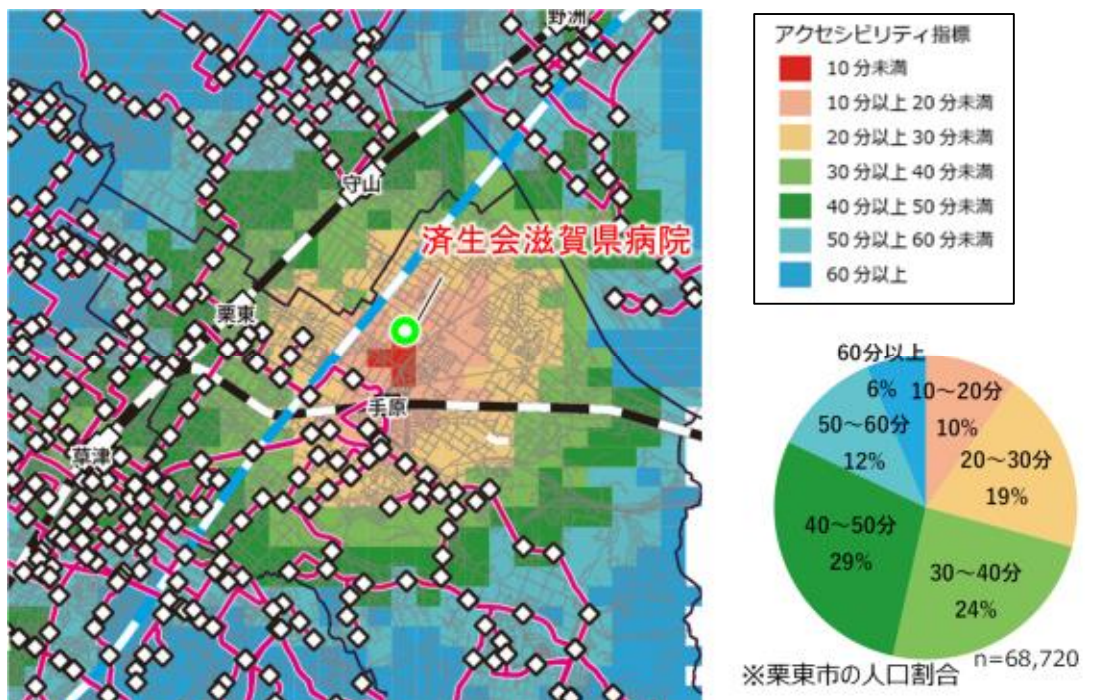 野洲
守山
済生会滋賀県病院
栗東
手原
草津
アクセシビリティ指標
10分未満
10分以上20分未満
20分以上30分未満
30分以上40分未満
40分以上50分未満
50分以上60分未満
60分以上
60分以上
6%
10～20分
10%
50～60分
12%
20～30分
19%
40～50分
29%
30～40分
24%
n=68,720
※栗東市の人口割合